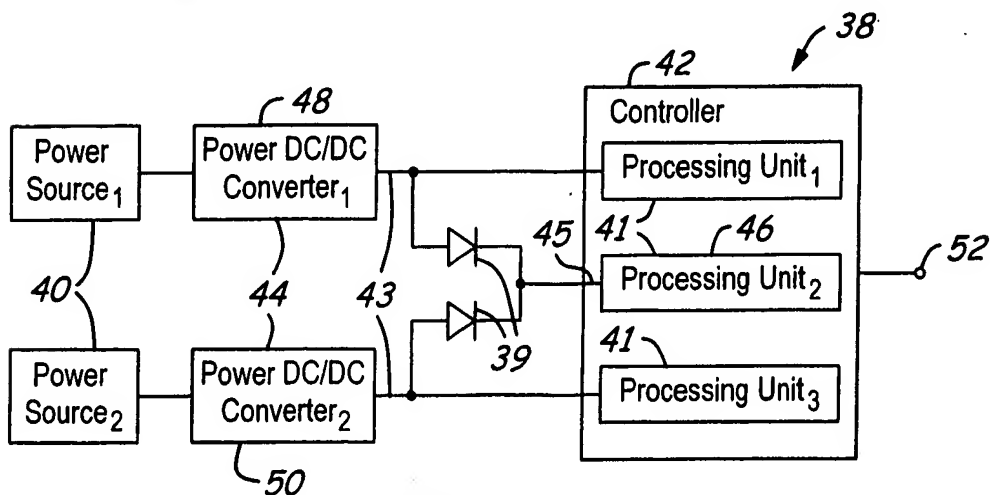 38
42
48
Controller
Power
Source1
Power DC/DC
Converter1
Processing Unit1
41
46
45
40
44
43
Processing Unit2
52
39
41
Power
Source2
Power DC/DC
Converter2
Processing Unit3
50